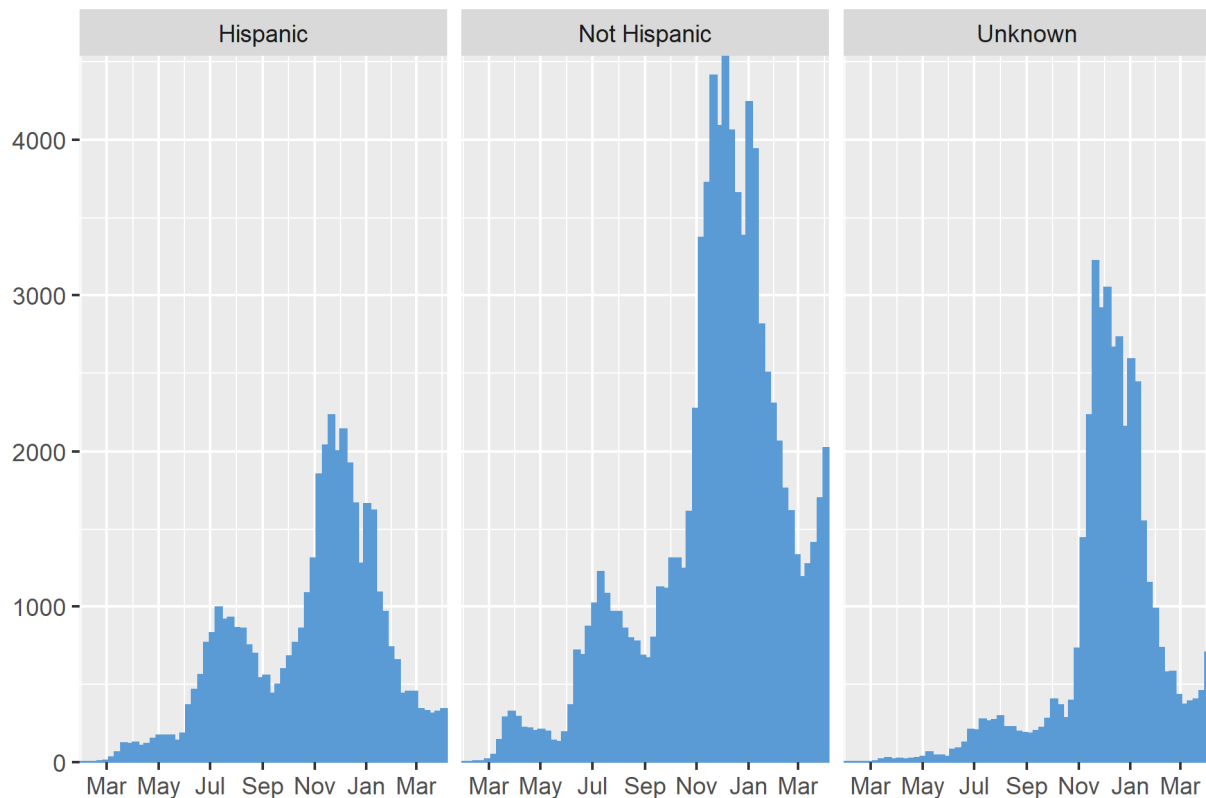 Hispanic Not Hispanic Unknown
4000
3000
2000
1000
0
Mar May Jul Sep Nov Jan Mar Mar May Jul Sep Nov Jan Mar Mar May Jul Sep Nov Jan Mar